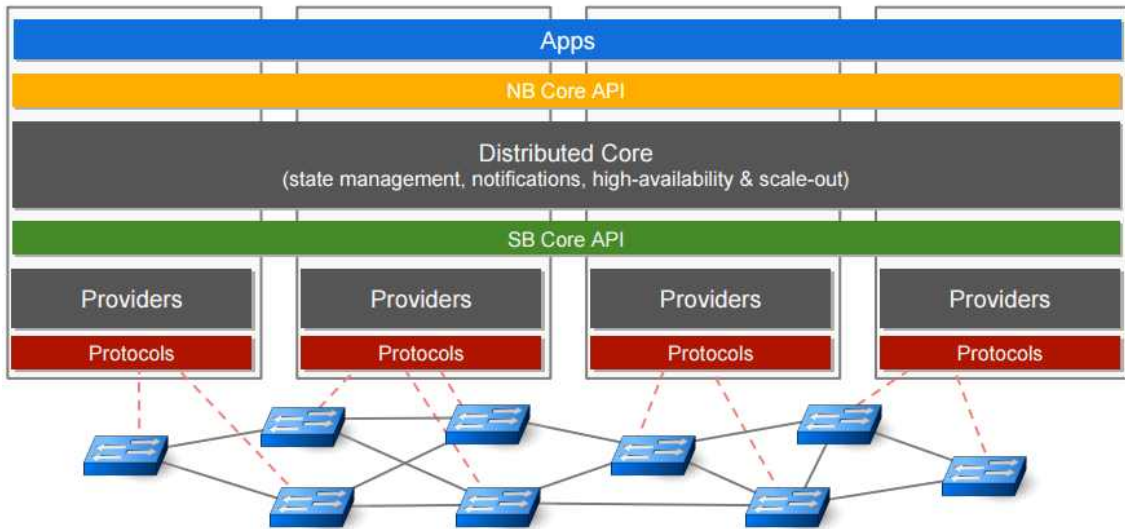 Apps
NB Core API
Distributed Core
(state management, notifications, high-availability & scale-out)
SB Core API
Providers
Providers
Providers
Providers
Protocols
Protocols
Protocols
Protocols